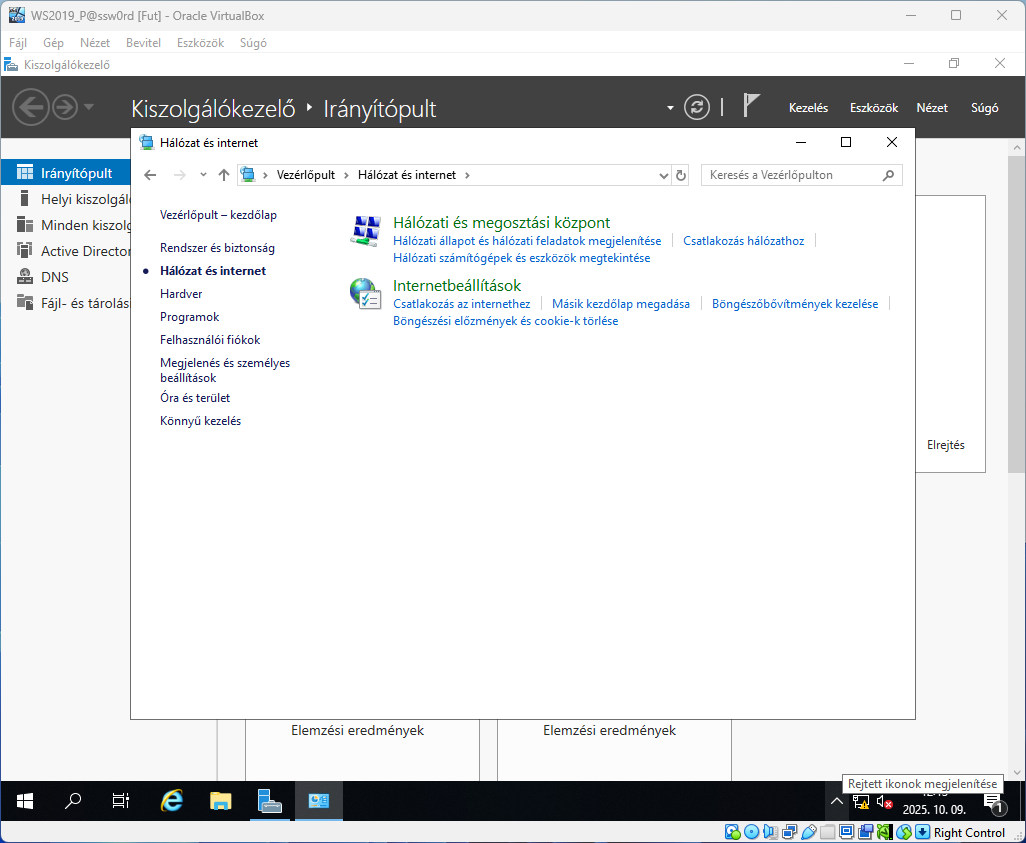 WS2019_P@ssw0rd [Fut] - Oracle VirtualBox
Fájl Gép Nézet Bevitel Eszközök Súgó
Kiszolgálókezelő
Kiszolgálókezelő Irányítópult
Kezelés Eszközök Nézet Súgó
Hálózat és internet
Vezérlőpult Hálózat és internet
Keresés a Vezérlőpulton
Irányítópult
Helyi kiszolgáló
Minden kiszolg
Active Director
DNS
Fájl- és tárolás
Vezérlőpult – kezdőlap
Rendszer és biztonság
Hálózat és internet
Hardver
Programok
Felhasználói fiókok
Megjelenés és személyes
beállítások
Óra és terület
Könnyű kezelés
Hálózati és megosztási központ
Hálózati állapot és hálózati feladatok megjelenítése Csatlakozás hálózathoz
Hálózati számítógépek és eszközök megtekintése
Internetbeállítások
Csatlakozás az internethez Másik kezdőlap megadása Böngészőbővítmények kezelése
Böngészési előzmények és cookie-k törlése
Elrejtés
Elemzési eredmények Elemzési eredmények
Rejtett ikonok megjelenítése
2025. 10. 09.
1
Right Control